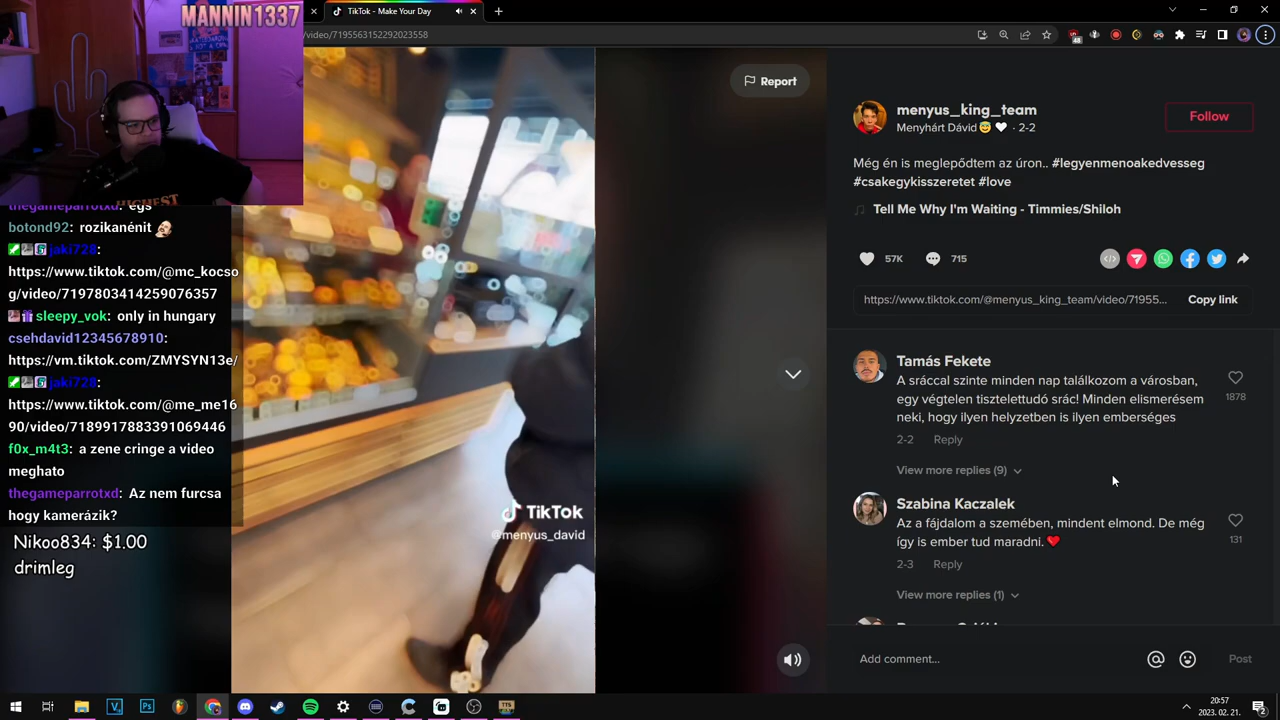 MANNIN1337
TikTok - Make Your Day
/video/7195563152292023558
48
Report
menyus_king_team
Menyhárt Dávid😇🤍 · 2-2
Follow
Még én is meglepődtem az úron.. #legyenmenoakedvesseg
#csakegykisszeretet #love
Tell Me Why I'm Waiting - Timmies/Shiloh
57K
715
https://www.tiktok.com/@menyus_king_team/video/71955...
Copy link
Tamás Fekete
A sráccal szinte minden nap találkozom a városban,
egy végtelen tisztelettudó srác! Minden elismerésem
neki, hogy ilyen helyzetben is ilyen emberséges
1878
2-2 Reply
View more replies (9)
Szabina Kaczalek
Az a fájdalom a szemében, mindent elmond. De még
így is ember tud maradni. ❤️
131
2-3 Reply
View more replies (1)
Add comment...
Post
HIGHEST
thegameparrotxd: egs
botond92: rozikanénit
jaki728:
https://www.tiktok.com/@mc_kocso
g/video/7197803414259076357
sleepy_vok: only in hungary
csehdavid12345678910:
https://vm.tiktok.com/ZMYSYN13e/
jaki728:
https://www.tiktok.com/@me_me16
90/video/7189917883391069446
f0x_m4t3: a zene cringe a video
meghato
thegameparrotxd: Az nem furcsa
hogy kamerázik?
Nikoo834: $1.00
drimleg
TikTok
@menyus_david
20:57
2023. 02. 21.
2